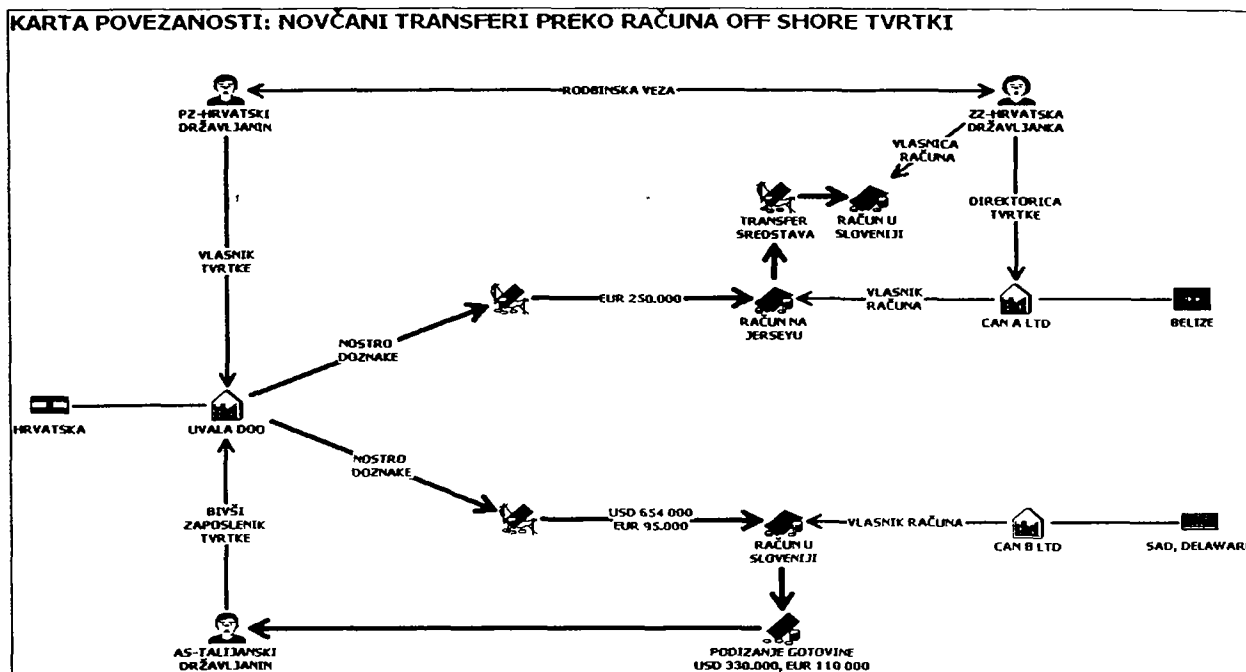 KARTA POVEZANOSTI: NOVČANI TRANSFERI PREKO RAČUNA OFF SHORE TVRTKI
RODBINSKA VEZA
PZ-HRVATSKI
DRŽAVLJANIN
ZZ-HRVATSKA
DRŽAVLJANKA
VLASNICA
RAČUNA
TRANSFER
SREDSTAVA
RAČUN U
SLOVENIJI
DIREKTORICA
TVRTKE
VLASNIK
TVRTKE
EUR 250.000
RAČUN NA
JERSEYU
VLASNIK
RAČUNA
CAN A LTD
BELIZE
NOSTRO
DOZNAKE
HRVATSKA
UVALA DOO
NOSTRO
DOZNAKE
BIVŠI
ZAPOSLENIK
TVRTKE
USD 654 000
EUR 95.000
RAČUN U
SLOVENIJI
VLASNIK RAČUNA
CAN B LTD
SAD, DELAWARE
AS-TALIJANSKI
DRŽAVLJANIN
PODIZANJE GOTOVINE
USD 330.000, EUR 110 000